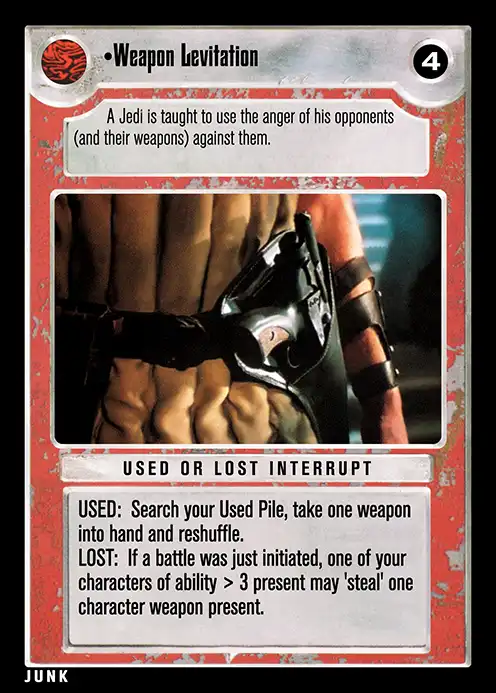 •Weapon Levitation
4
A Jedi is taught to use the anger of his opponents
(and their weapons) against them.
USED OR LOST INTERRUPT
USED: Search your Used Pile, take one weapon
into hand and reshuffle.
LOST: If a battle was just initiated, one of your
characters of ability > 3 present may 'steal' one
character weapon present.
JUNK